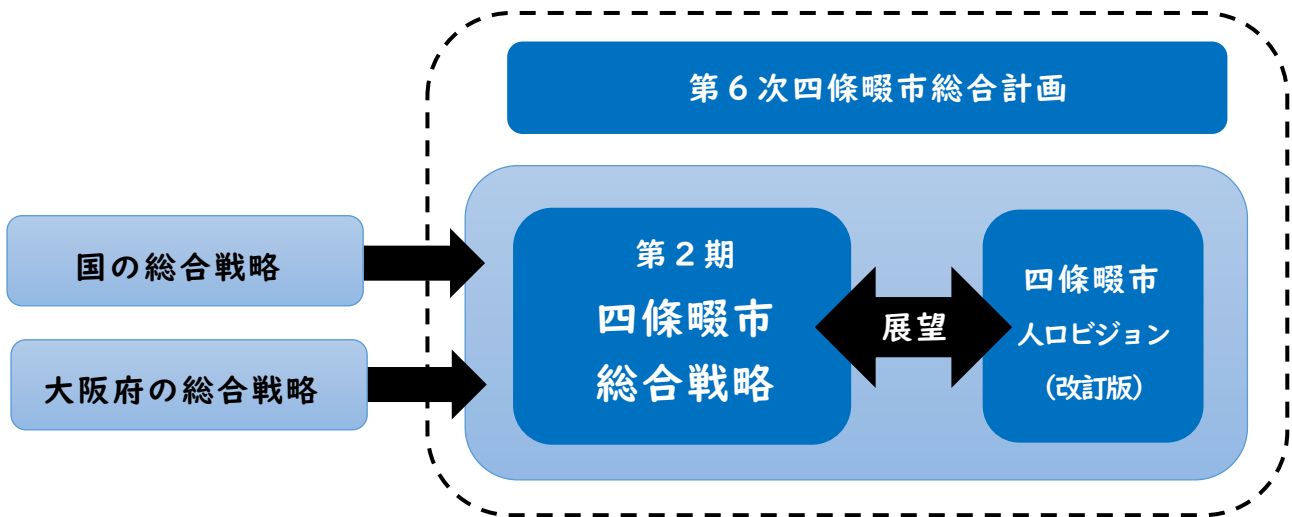 第６次四條畷市総合計画
国の総合戦略
大阪府の総合戦略
第２期
四條畷市
総合戦略
展望
四條畷市
人口ビジョン
（改訂版）